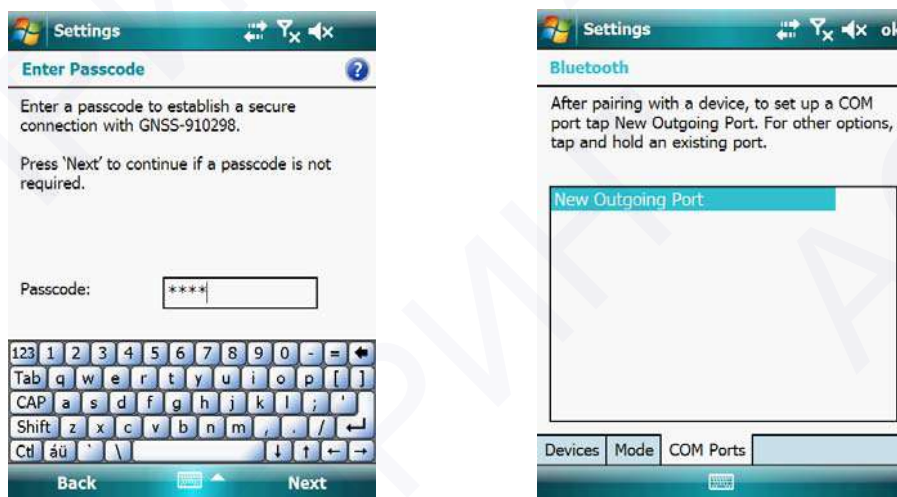 Settings
Enter Passcode
Enter a passcode to establish a secure
connection with GNSS-910298.
Press `Next' to continue if a passcode is not
required.
Passcode: ****
123 1 2 3 4 5 6 7 8 9 0 - =
Tab q w e r t y u i o p [ ]
CAP a s d f g h j k l ; '
Shift z x c v b n m , . /
Ctl áü ` \
Back Next
Settings ok
Bluetooth
After pairing with a device, to set up a COM
port tap New Outgoing Port. For other options,
tap and hold an existing port.
New Outgoing Port
Devices Mode COM Ports